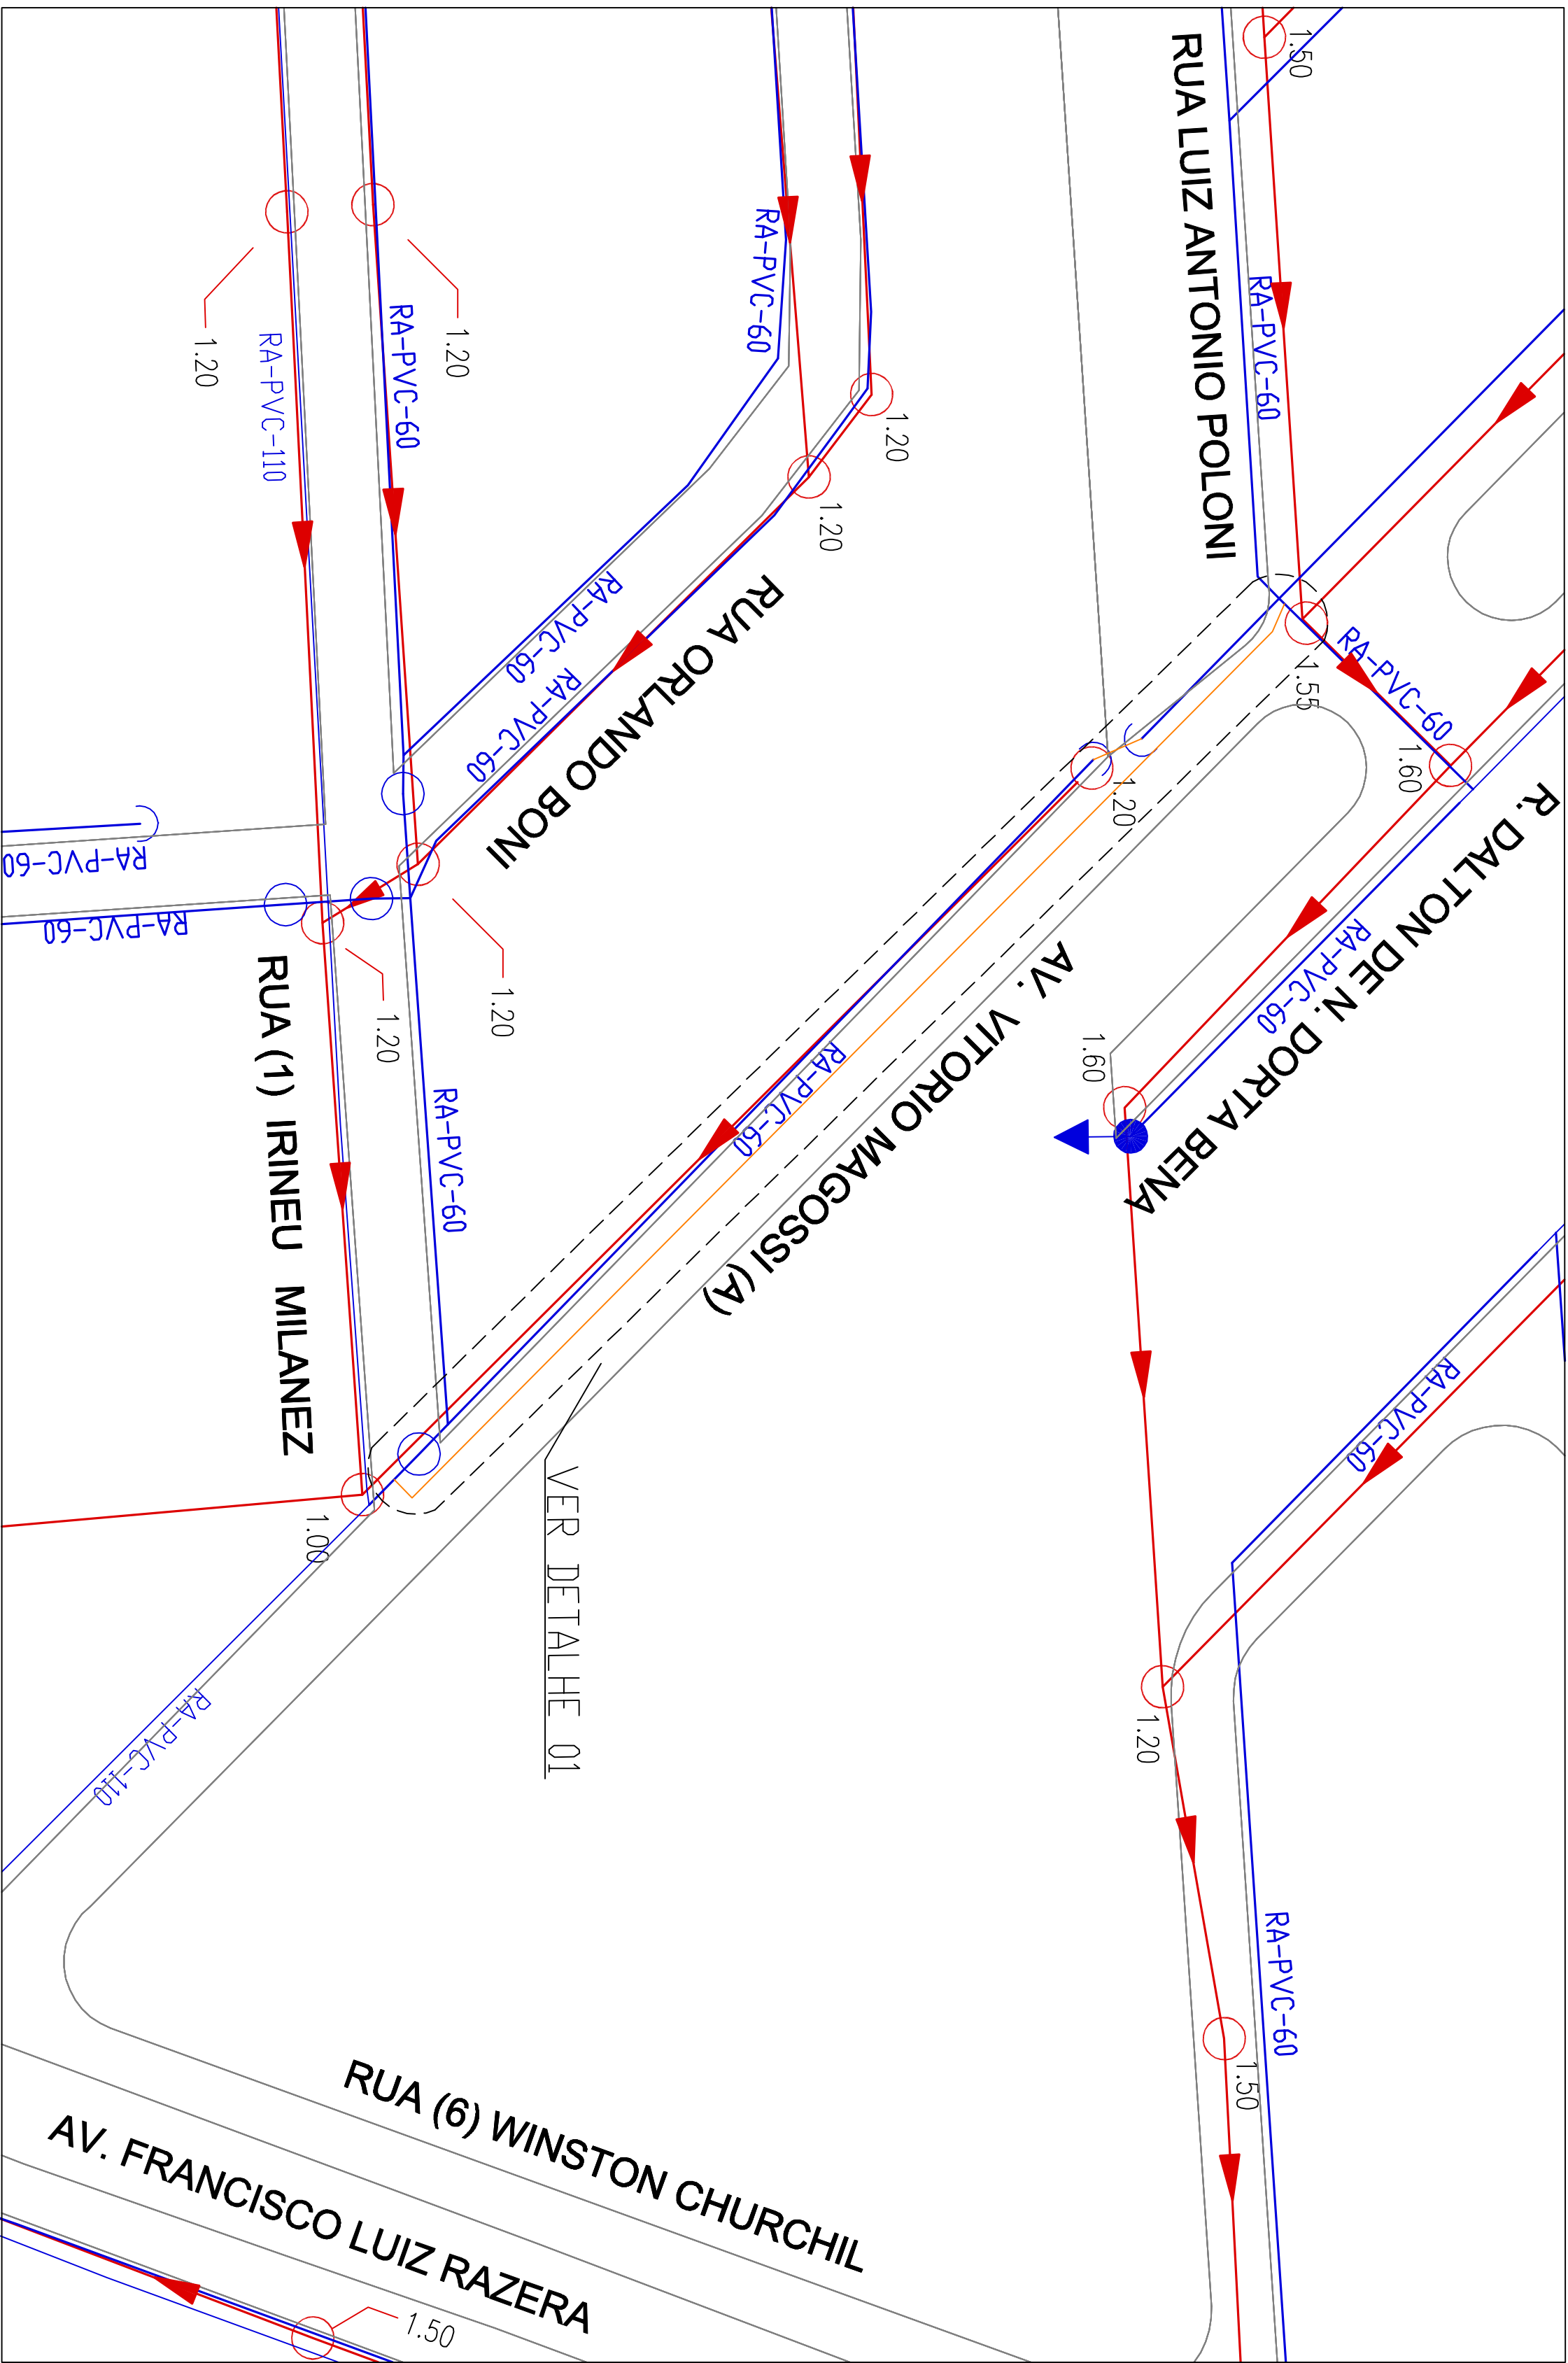 1.50
RUA LUIZ ANTONIO POLONI
RA-PVC-60
RA-PVC-60
1.20
1.20
RA-PVC-60
RA-PVC-110
1.20
1.20
1.20
RUA ORLANDO BONI
RA-PVC-60
RA-PVC-60
RA-PVC-60
1.55
1.60
R. DALTON DE N. DORTA BENA
RA-PVC-60
1.20
AV. VITORIO MAGOSSI (A)
RA-PVC-60
1.60
RA-PVC-60
RA-PVC-60
1.20
1.20
RUA (1) IRINEU MILANEZ
RA-PVC-60
RA-PVC-60
VER DETALHE 01
1.00
RA-PVC-110
1.20
RA-PVC-60
1.50
RUA (6) WINSTON CHURCHIL
AV. FRANCISCO LUIZ RAZERA
1.50